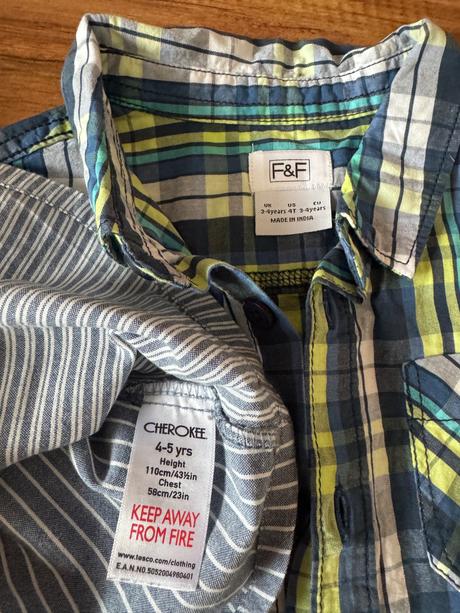 F&F
UK US EU
3-4years 4T 3-4years
MADE IN INDIA
CHEROKEE.
4-5 yrs
Height
110cm/43½in
Chest
58cm/23in
KEEP AWAY
FROM FIRE
www.tesco.com/clothing
E.A.N.NO.5052004980401